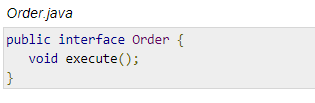 Order.java
public interface Order {
   void execute();
}